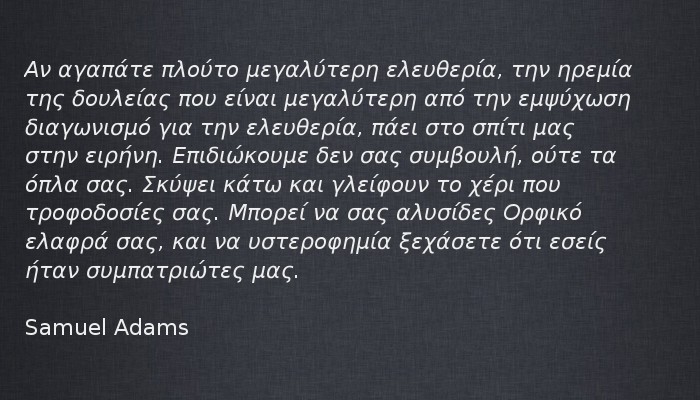 Αν αγαπάτε πλούτο μεγαλύτερη ελευθερία, την ηρεμία
της δουλείας που είναι μεγαλύτερη από την εμψύχωση
διαγωνισμό για την ελευθερία, πάει στο σπίτι μας
στην ειρήνη. Επιδιώκουμε δεν σας συμβουλή, ούτε τα
όπλα σας. Σκύψει κάτω και γλείφουν το χέρι που
τροφοδοσίες σας. Μπορεί να σας αλυσίδες Ορφικό
ελαφρά σας, και να υστεροφημία ξεχάσετε ότι εσείς
ήταν συμπατριώτες μας.
Samuel Adams